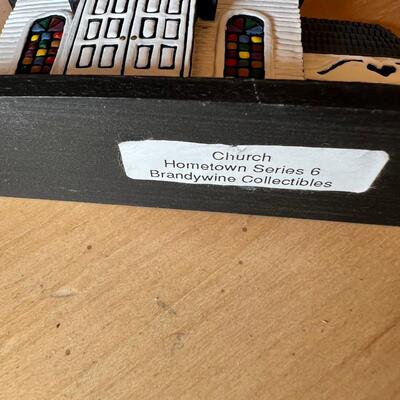 Church
Hometown Series 6
Brandywine Collectibles